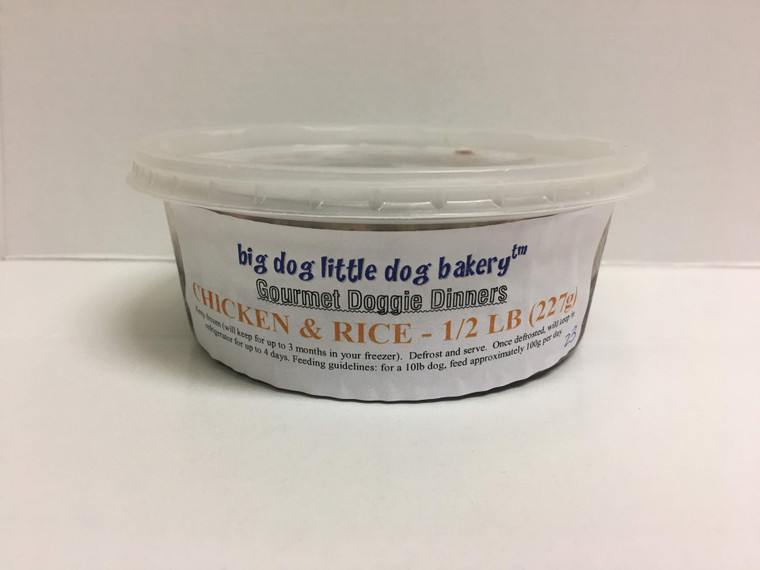 big dog little dog bakery™
Gourmet Doggie Dinners
CHICKEN & RICE - 1/2 LB (227g)
Keep frozen (will keep for up to 3 months in your freezer). Defrost and serve. Once defrosted, will keep in
refrigerator for up to 4 days. Feeding guidelines: for a 10lb dog, feed approximately 100g per day.